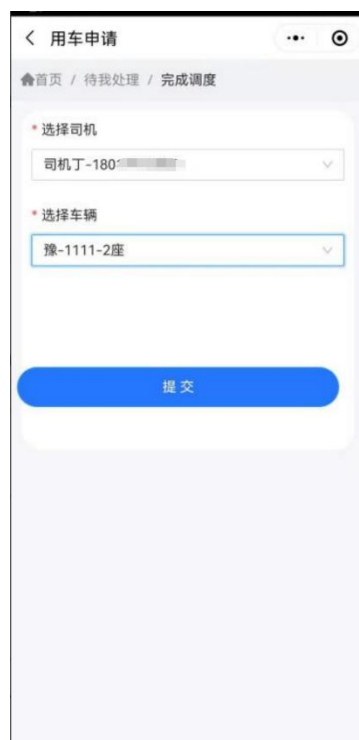 用车申请
首页 / 待我处理 / 完成调度
* 选择司机
司机丁-180
* 选择车辆
豫-1111-2座
提交